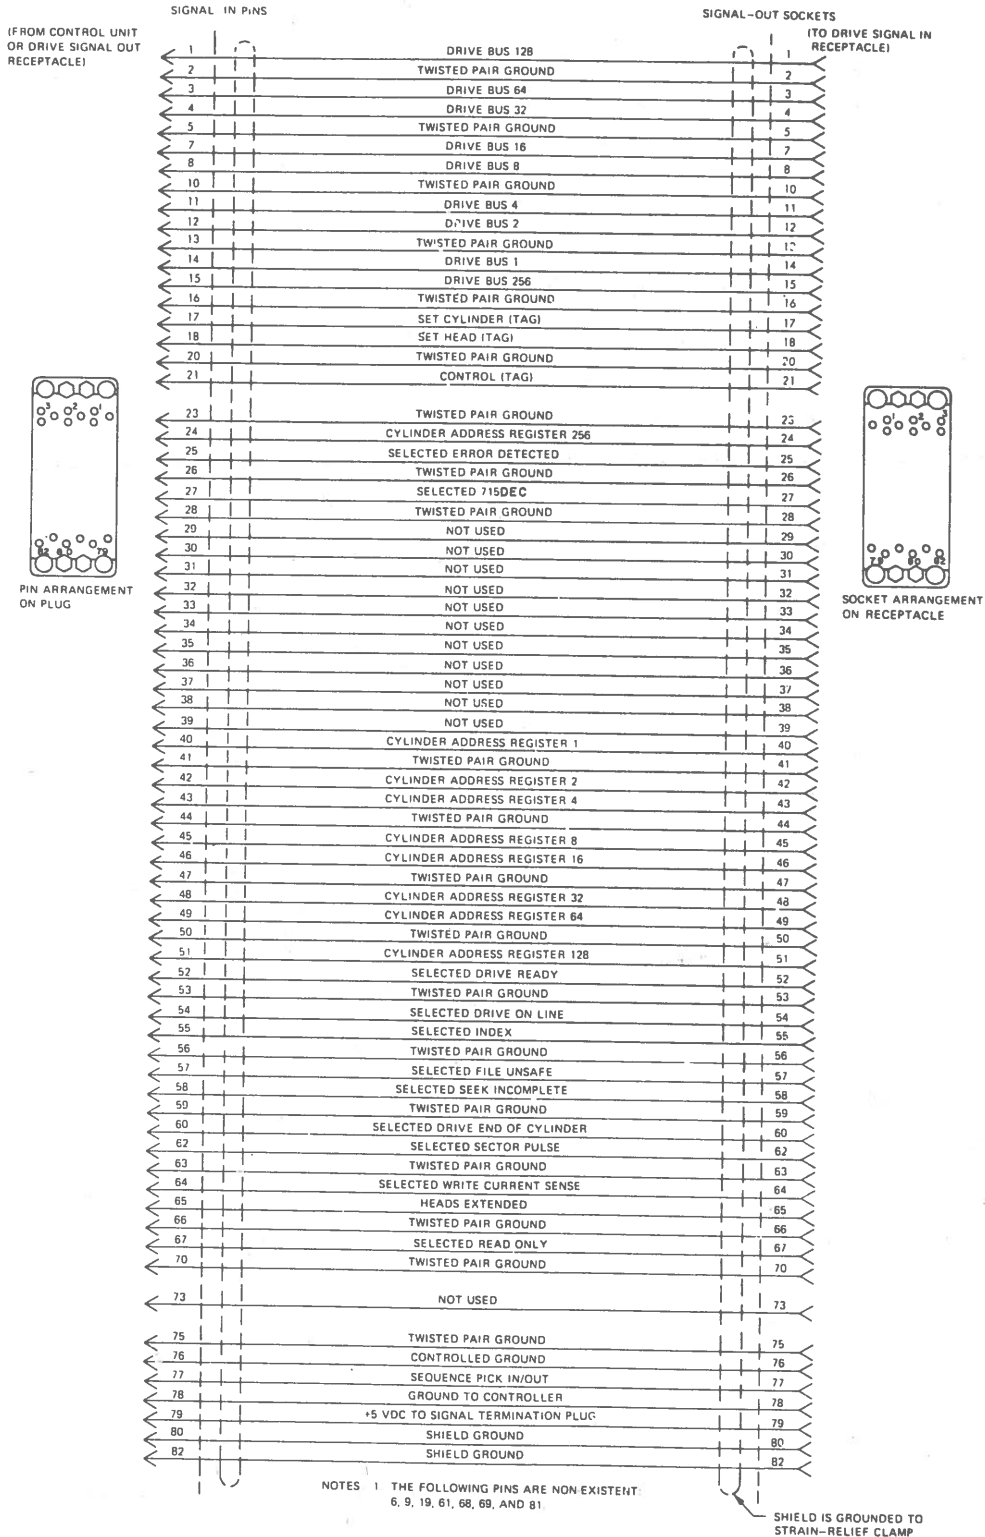 SIGNAL IN PINS
SIGNAL-OUT SOCKETS
(FROM CONTROL UNIT
OR DRIVE SIGNAL OUT
RECEPTACLE)
(TO DRIVE SIGNAL IN
RECEPTACLE)
1 DRIVE BUS 128 1
2 TWISTED PAIR GROUND 2
3 DRIVE BUS 64 3
4 DRIVE BUS 32 4
5 TWISTED PAIR GROUND 5
7 DRIVE BUS 16 7
8 DRIVE BUS 8 8
10 TWISTED PAIR GROUND 10
11 DRIVE BUS 4 11
12 DRIVE BUS 2 12
13 TWISTED PAIR GROUND 13
14 DRIVE BUS 1 14
15 DRIVE BUS 256 15
16 TWISTED PAIR GROUND 16
17 SET CYLINDER (TAG) 17
18 SET HEAD (TAG) 18
20 TWISTED PAIR GROUND 20
21 CONTROL (TAG) 21
23 TWISTED PAIR GROUND 23
24 CYLINDER ADDRESS REGISTER 256 24
25 SELECTED ERROR DETECTED 25
26 TWISTED PAIR GROUND 26
27 SELECTED 715DEC 27
28 TWISTED PAIR GROUND 28
29 NOT USED 29
30 NOT USED 30
31 NOT USED 31
32 NOT USED 32
33 NOT USED 33
34 NOT USED 34
35 NOT USED 35
36 NOT USED 36
37 NOT USED 37
38 NOT USED 38
39 NOT USED 39
40 CYLINDER ADDRESS REGISTER 1 40
41 TWISTED PAIR GROUND 41
42 CYLINDER ADDRESS REGISTER 2 42
43 CYLINDER ADDRESS REGISTER 4 43
44 TWISTED PAIR GROUND 44
45 CYLINDER ADDRESS REGISTER 8 45
46 CYLINDER ADDRESS REGISTER 16 46
47 TWISTED PAIR GROUND 47
48 CYLINDER ADDRESS REGISTER 32 48
49 CYLINDER ADDRESS REGISTER 64 49
50 TWISTED PAIR GROUND 50
51 CYLINDER ADDRESS REGISTER 128 51
52 SELECTED DRIVE READY 52
53 TWISTED PAIR GROUND 53
54 SELECTED DRIVE ON LINE 54
55 SELECTED INDEX 55
56 TWISTED PAIR GROUND 56
57 SELECTED FILE UNSAFE 57
58 SELECTED SEEK INCOMPLETE 58
59 TWISTED PAIR GROUND 59
60 SELECTED DRIVE END OF CYLINDER 60
62 SELECTED SECTOR PULSE 62
63 TWISTED PAIR GROUND 63
64 SELECTED WRITE CURRENT SENSE 64
65 HEADS EXTENDED 65
66 TWISTED PAIR GROUND 66
67 SELECTED READ ONLY 67
70 TWISTED PAIR GROUND 70
73 NOT USED 73
75 TWISTED PAIR GROUND 75
76 CONTROLLED GROUND 76
77 SEQUENCE PICK IN/OUT 77
78 GROUND TO CONTROLLER 78
79 +5 VDC TO SIGNAL TERMINATION PLUG 79
80 SHIELD GROUND 80
82 SHIELD GROUND 82
3 2 1
82 80 79
PIN ARRANGEMENT
ON PLUG
1 2 3
79 80 82
SOCKET ARRANGEMENT
ON RECEPTACLE
NOTES 1 THE FOLLOWING PINS ARE NON-EXISTENT:
6, 9, 19, 61, 68, 69, AND 81
SHIELD IS GROUNDED TO
STRAIN-RELIEF CLAMP